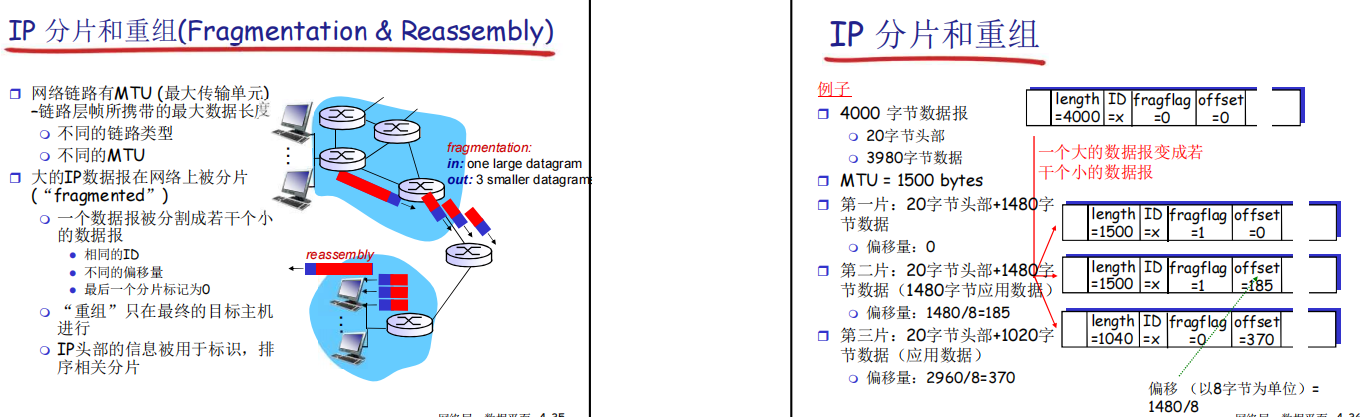 IP 分片和重组(Fragmentation & Reassembly)
网络链路有MTU (最大传输单元)
–链路层帧所携带的最大数据长度
不同的链路类型
不同的MTU
大的IP数据报在网络上被分片
(“fragmented”)
一个数据报被分割成若干个小
的数据报
相同的ID
不同的偏移量
最后一个分片标记为0
“重组”只在最终的目标主机
进行
IP头部的信息被用于标识，排
序相关分片
fragmentation:
in: one large datagram
out: 3 smaller datagrams
reassembly
网络层：数据平面 4-35
IP 分片和重组
例子
4000 字节数据报
20字节头部
3980字节数据
MTU = 1500 bytes
第一片：20字节头部+1480字
节数据
偏移量：0
第二片：20字节头部+1480字
节数据（1480字节应用数据）
偏移量：1480/8=185
第三片：20字节头部+1020字
节数据（应用数据）
偏移量：2960/8=370
length ID fragflag offset
=4000 =x =0 =0
一个大的数据报变成若
干个小的数据报
length ID fragflag offset
=1500 =x =1 =0
length ID fragflag offset
=1500 =x =1 =185
length ID fragflag offset
=1040 =x =0 =370
偏移 （以8字节为单位）=
1480/8